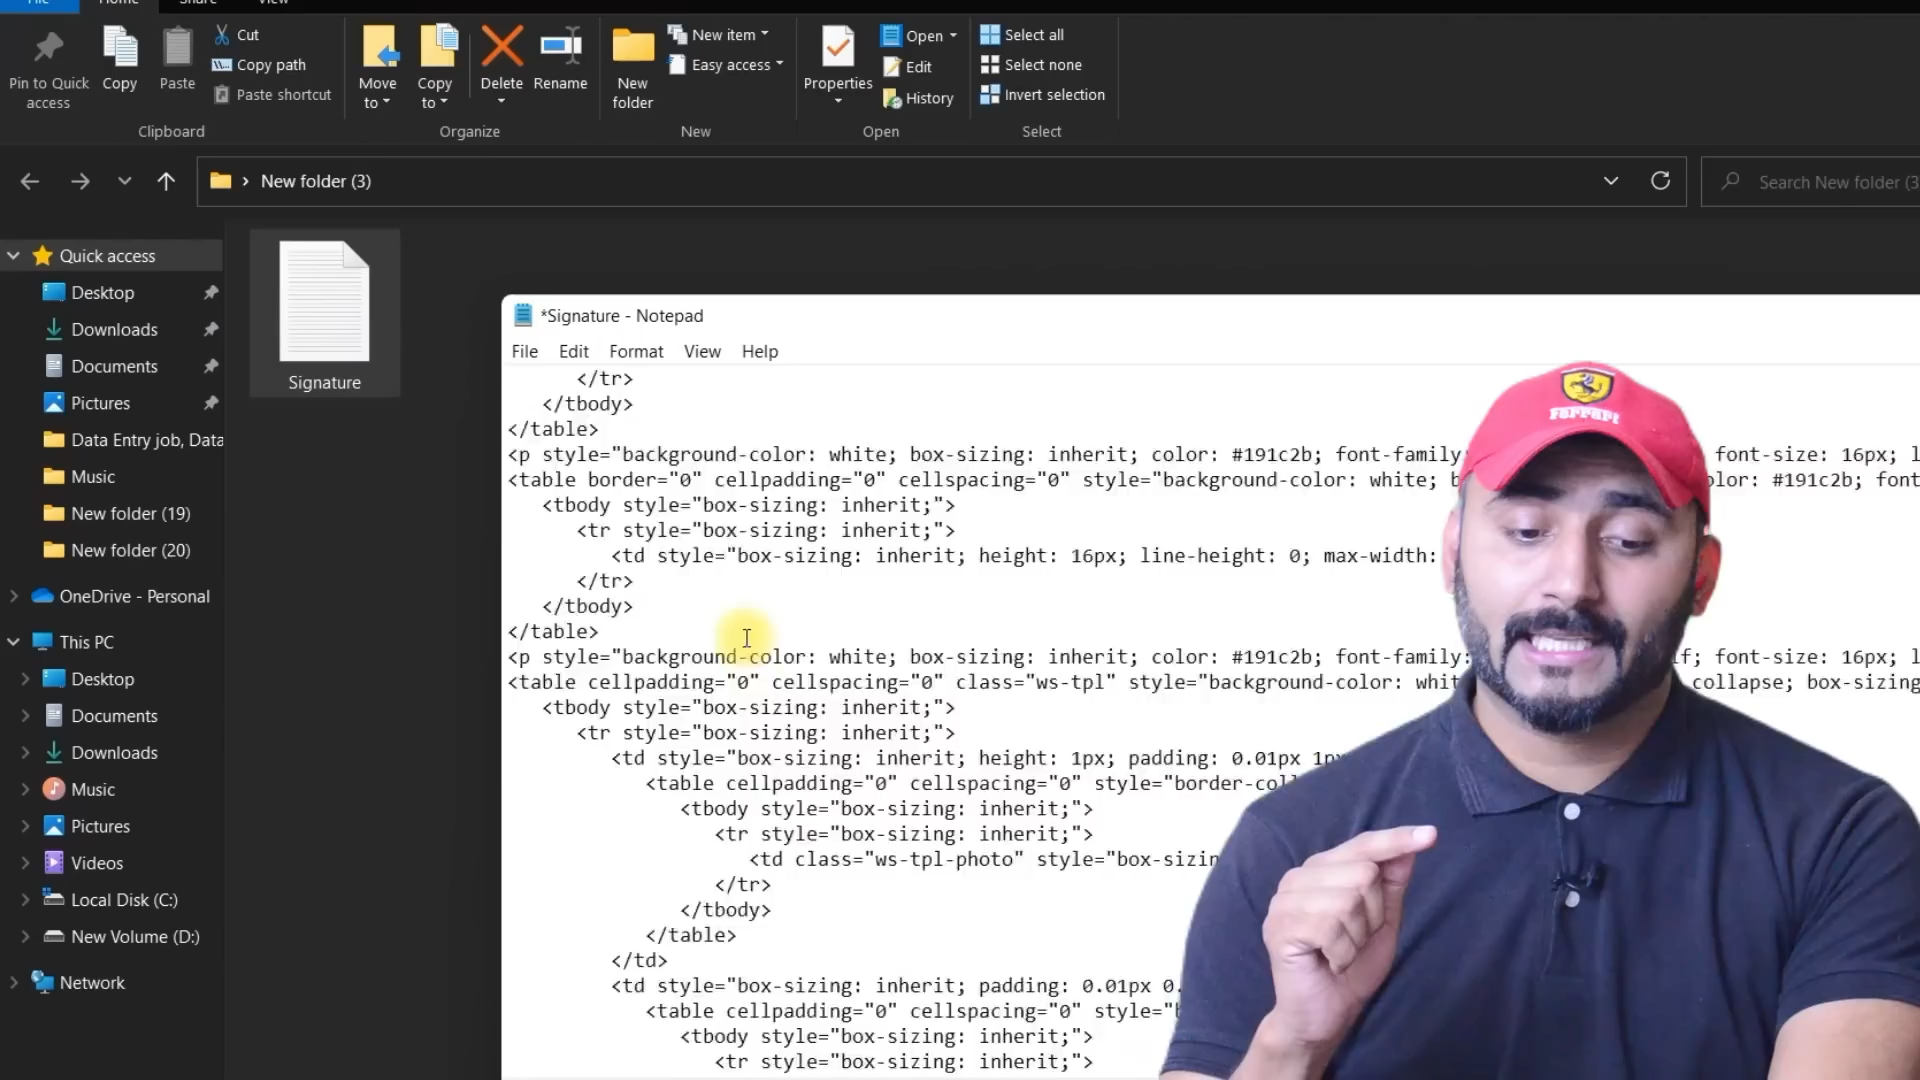 File Home Share View
Pin to Quick access
Copy
Paste
Cut
Copy path
Paste shortcut
Clipboard
Move to
Copy to
Delete
Rename
Organize
New folder
New item
Easy access
New
Properties
Open
Edit
History
Open
Select all
Select none
Invert selection
Select
New folder (3)
Search New folder (3
Quick access
Desktop
Downloads
Documents
Pictures
Data Entry job, Data
Music
New folder (19)
New folder (20)
OneDrive - Personal
This PC
Desktop
Documents
Downloads
Music
Pictures
Videos
Local Disk (C:)
New Volume (D:)
Network
Signature
*Signature - Notepad
File Edit Format View Help
</tr>
</tbody>
</table>
<p style="background-color: white; box-sizing: inherit; color: #191c2b; font-family: font-size: 16px; l
<table border="0" cellpadding="0" cellspacing="0" style="background-color: white; b olor: #191c2b; font
<tbody style="box-sizing: inherit;">
<tr style="box-sizing: inherit;">
<td style="box-sizing: inherit; height: 16px; line-height: 0; max-width:
</tr>
</tbody>
</table>
<p style="background-color: white; box-sizing: inherit; color: #191c2b; font-family: if; font-size: 16px; l
<table cellpadding="0" cellspacing="0" class="ws-tpl" style="background-color: whit collapse; box-sizing
<tbody style="box-sizing: inherit;">
<tr style="box-sizing: inherit;">
<td style="box-sizing: inherit; height: 1px; padding: 0.01px 1px
<table cellpadding="0" cellspacing="0" style="border-col
<tbody style="box-sizing: inherit;">
<tr style="box-sizing: inherit;">
<td class="ws-tpl-photo" style="box-sizin
</tr>
</tbody>
</table>
</td>
<td style="box-sizing: inherit; padding: 0.01px 0.
<table cellpadding="0" cellspacing="0" style="b
<tbody style="box-sizing: inherit;">
<tr style="box-sizing: inherit;">
Ferrari